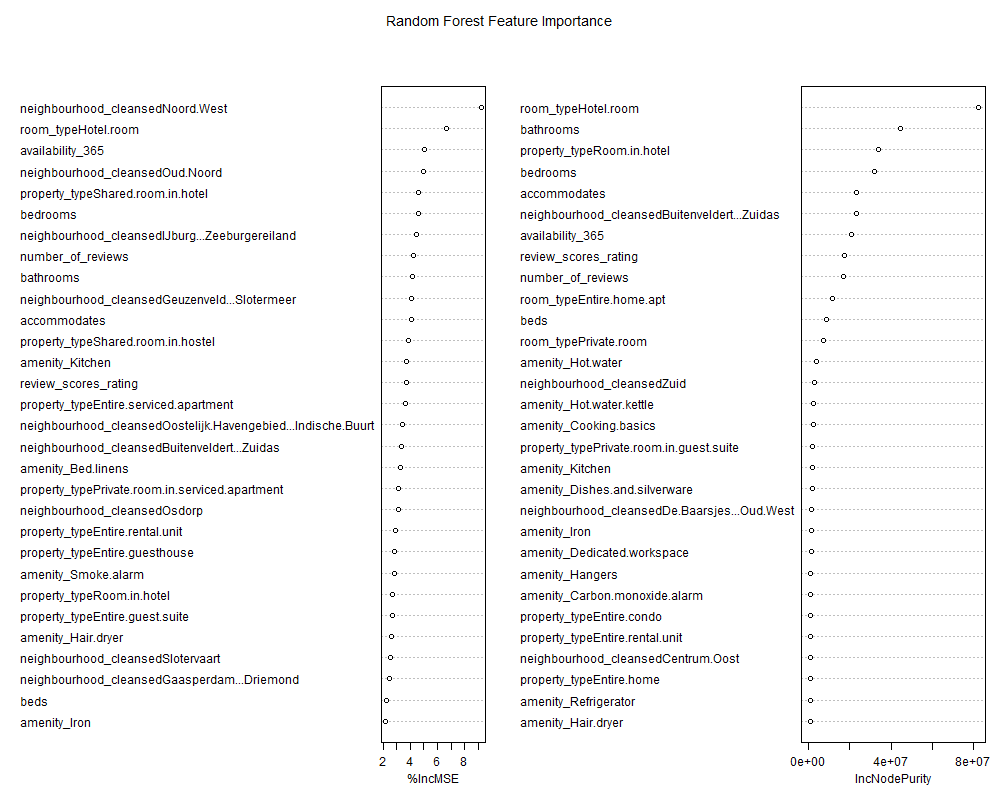 Random Forest Feature Importance
neighbourhood_cleansedNoord.West
room_typeHotel.room
availability_365
neighbourhood_cleansedOud.Noord
property_typeShared.room.in.hotel
bedrooms
neighbourhood_cleansedIJburg...Zeeburgereiland
number_of_reviews
bathrooms
neighbourhood_cleansedGeuzenveld...Slotermeer
accommodates
property_typeShared.room.in.hostel
amenity_Kitchen
review_scores_rating
property_typeEntire.serviced.apartment
neighbourhood_cleansedOostelijk.Havengebied...Indische.Buurt
neighbourhood_cleansedBuitenveldert...Zuidas
amenity_Bed.linens
property_typePrivate.room.in.serviced.apartment
neighbourhood_cleansedOsdorp
property_typeEntire.rental.unit
property_typeEntire.guesthouse
amenity_Smoke.alarm
property_typeRoom.in.hotel
property_typeEntire.guest.suite
amenity_Hair.dryer
neighbourhood_cleansedSlotervaart
neighbourhood_cleansedGaasperdam...Driemond
beds
amenity_Iron
2 4 6 8
%IncMSE
room_typeHotel.room
bathrooms
property_typeRoom.in.hotel
bedrooms
accommodates
neighbourhood_cleansedBuitenveldert...Zuidas
availability_365
review_scores_rating
number_of_reviews
room_typeEntire.home.apt
beds
room_typePrivate.room
amenity_Hot.water
neighbourhood_cleansedZuid
amenity_Hot.water.kettle
amenity_Cooking.basics
property_typePrivate.room.in.guest.suite
amenity_Kitchen
amenity_Dishes.and.silverware
neighbourhood_cleansedDe.Baarsjes...Oud.West
amenity_Iron
amenity_Dedicated.workspace
amenity_Hangers
amenity_Carbon.monoxide.alarm
property_typeEntire.condo
property_typeEntire.rental.unit
neighbourhood_cleansedCentrum.Oost
property_typeEntire.home
amenity_Refrigerator
amenity_Hair.dryer
0e+00 4e+07 8e+07
IncNodePurity